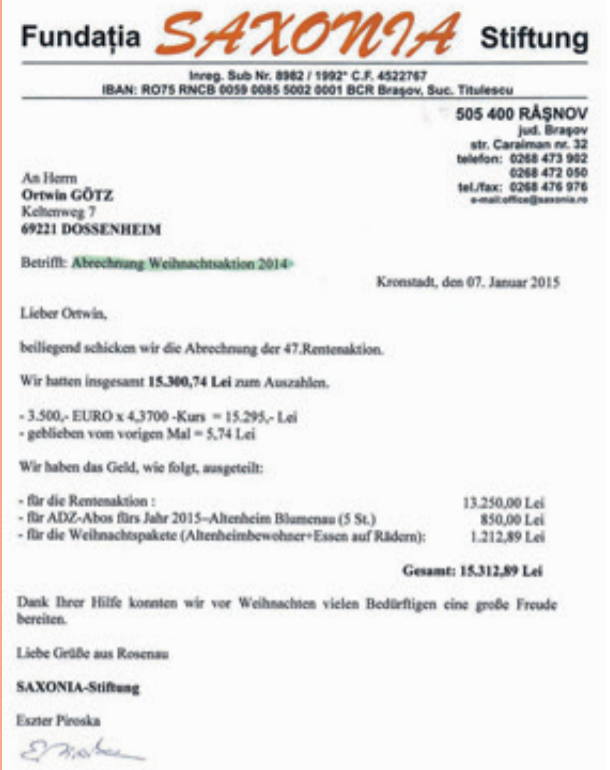 Fundația SAXONIA Stiftung
Inreg. Sub Nr. 8982 / 1992* C.F. 4522767
IBAN: RO75 RNCB 0059 0085 5002 0001 BCR Brașov, Suc. Titulescu
505 400 RÂȘNOV
jud. Brașov
str. Caraiman nr. 32
telefon: 0268 473 902
0268 472 050
tel./fax: 0268 476 976
e-mail:office@saxonia.ro
An Herrn
Ortwin GÖTZ
Keltenweg 7
69221 DOSSENHEIM
Betrifft: Abrechnung Weihnachtsaktion 2014
Kronstadt, den 07. Januar 2015
Lieber Ortwin,
beiliegend schicken wir die Abrechnung der 47.Rentenaktion.
Wir hatten insgesamt 15.300,74 Lei zum Auszahlen.
- 3.500,- EURO x 4,3700 -Kurs = 15.295,- Lei
- geblieben vom vorigen Mal = 5,74 Lei
Wir haben das Geld, wie folgt, ausgeteilt:
- für die Rentenaktion : 13.250,00 Lei
- für ADZ-Abos fürs Jahr 2015–Altenheim Blumenau (5 St.) 850,00 Lei
- für die Weihnachtspakete (Altenheimbewohner+Essen auf Rädern): 1.212,89 Lei
Gesamt: 15.312,89 Lei
Dank Ihrer Hilfe konnten wir vor Weihnachten vielen Bedürftigen eine große Freude
bereiten.
Liebe Grüße aus Rosenau
SAXONIA-Stiftung
Eszter Piroska